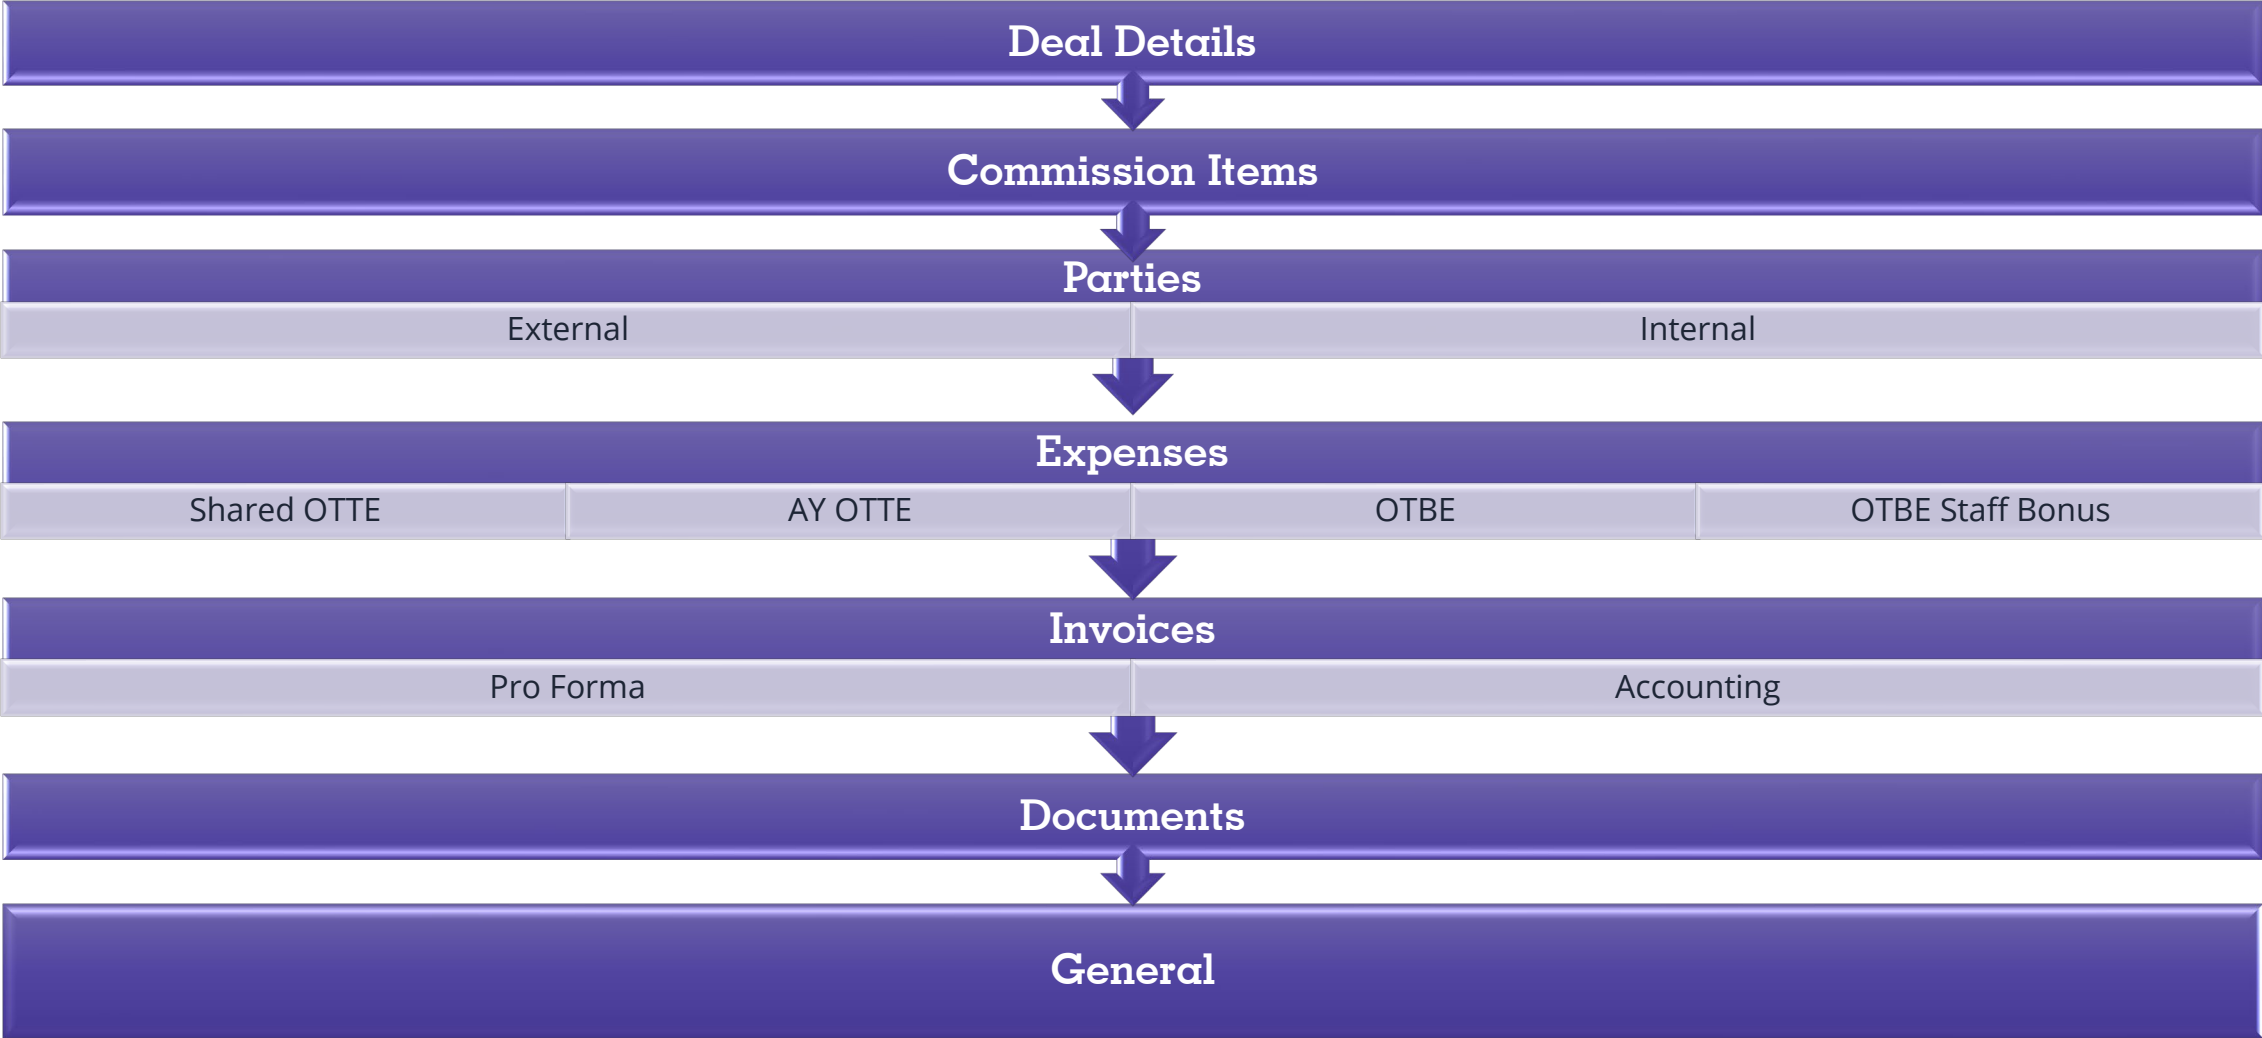 Deal Details
Commission Items
Parties
External
Internal
Expenses
Shared OTTE
AY OTTE
OTBE
OTBE Staff Bonus
Invoices
Pro Forma
Accounting
Documents
General